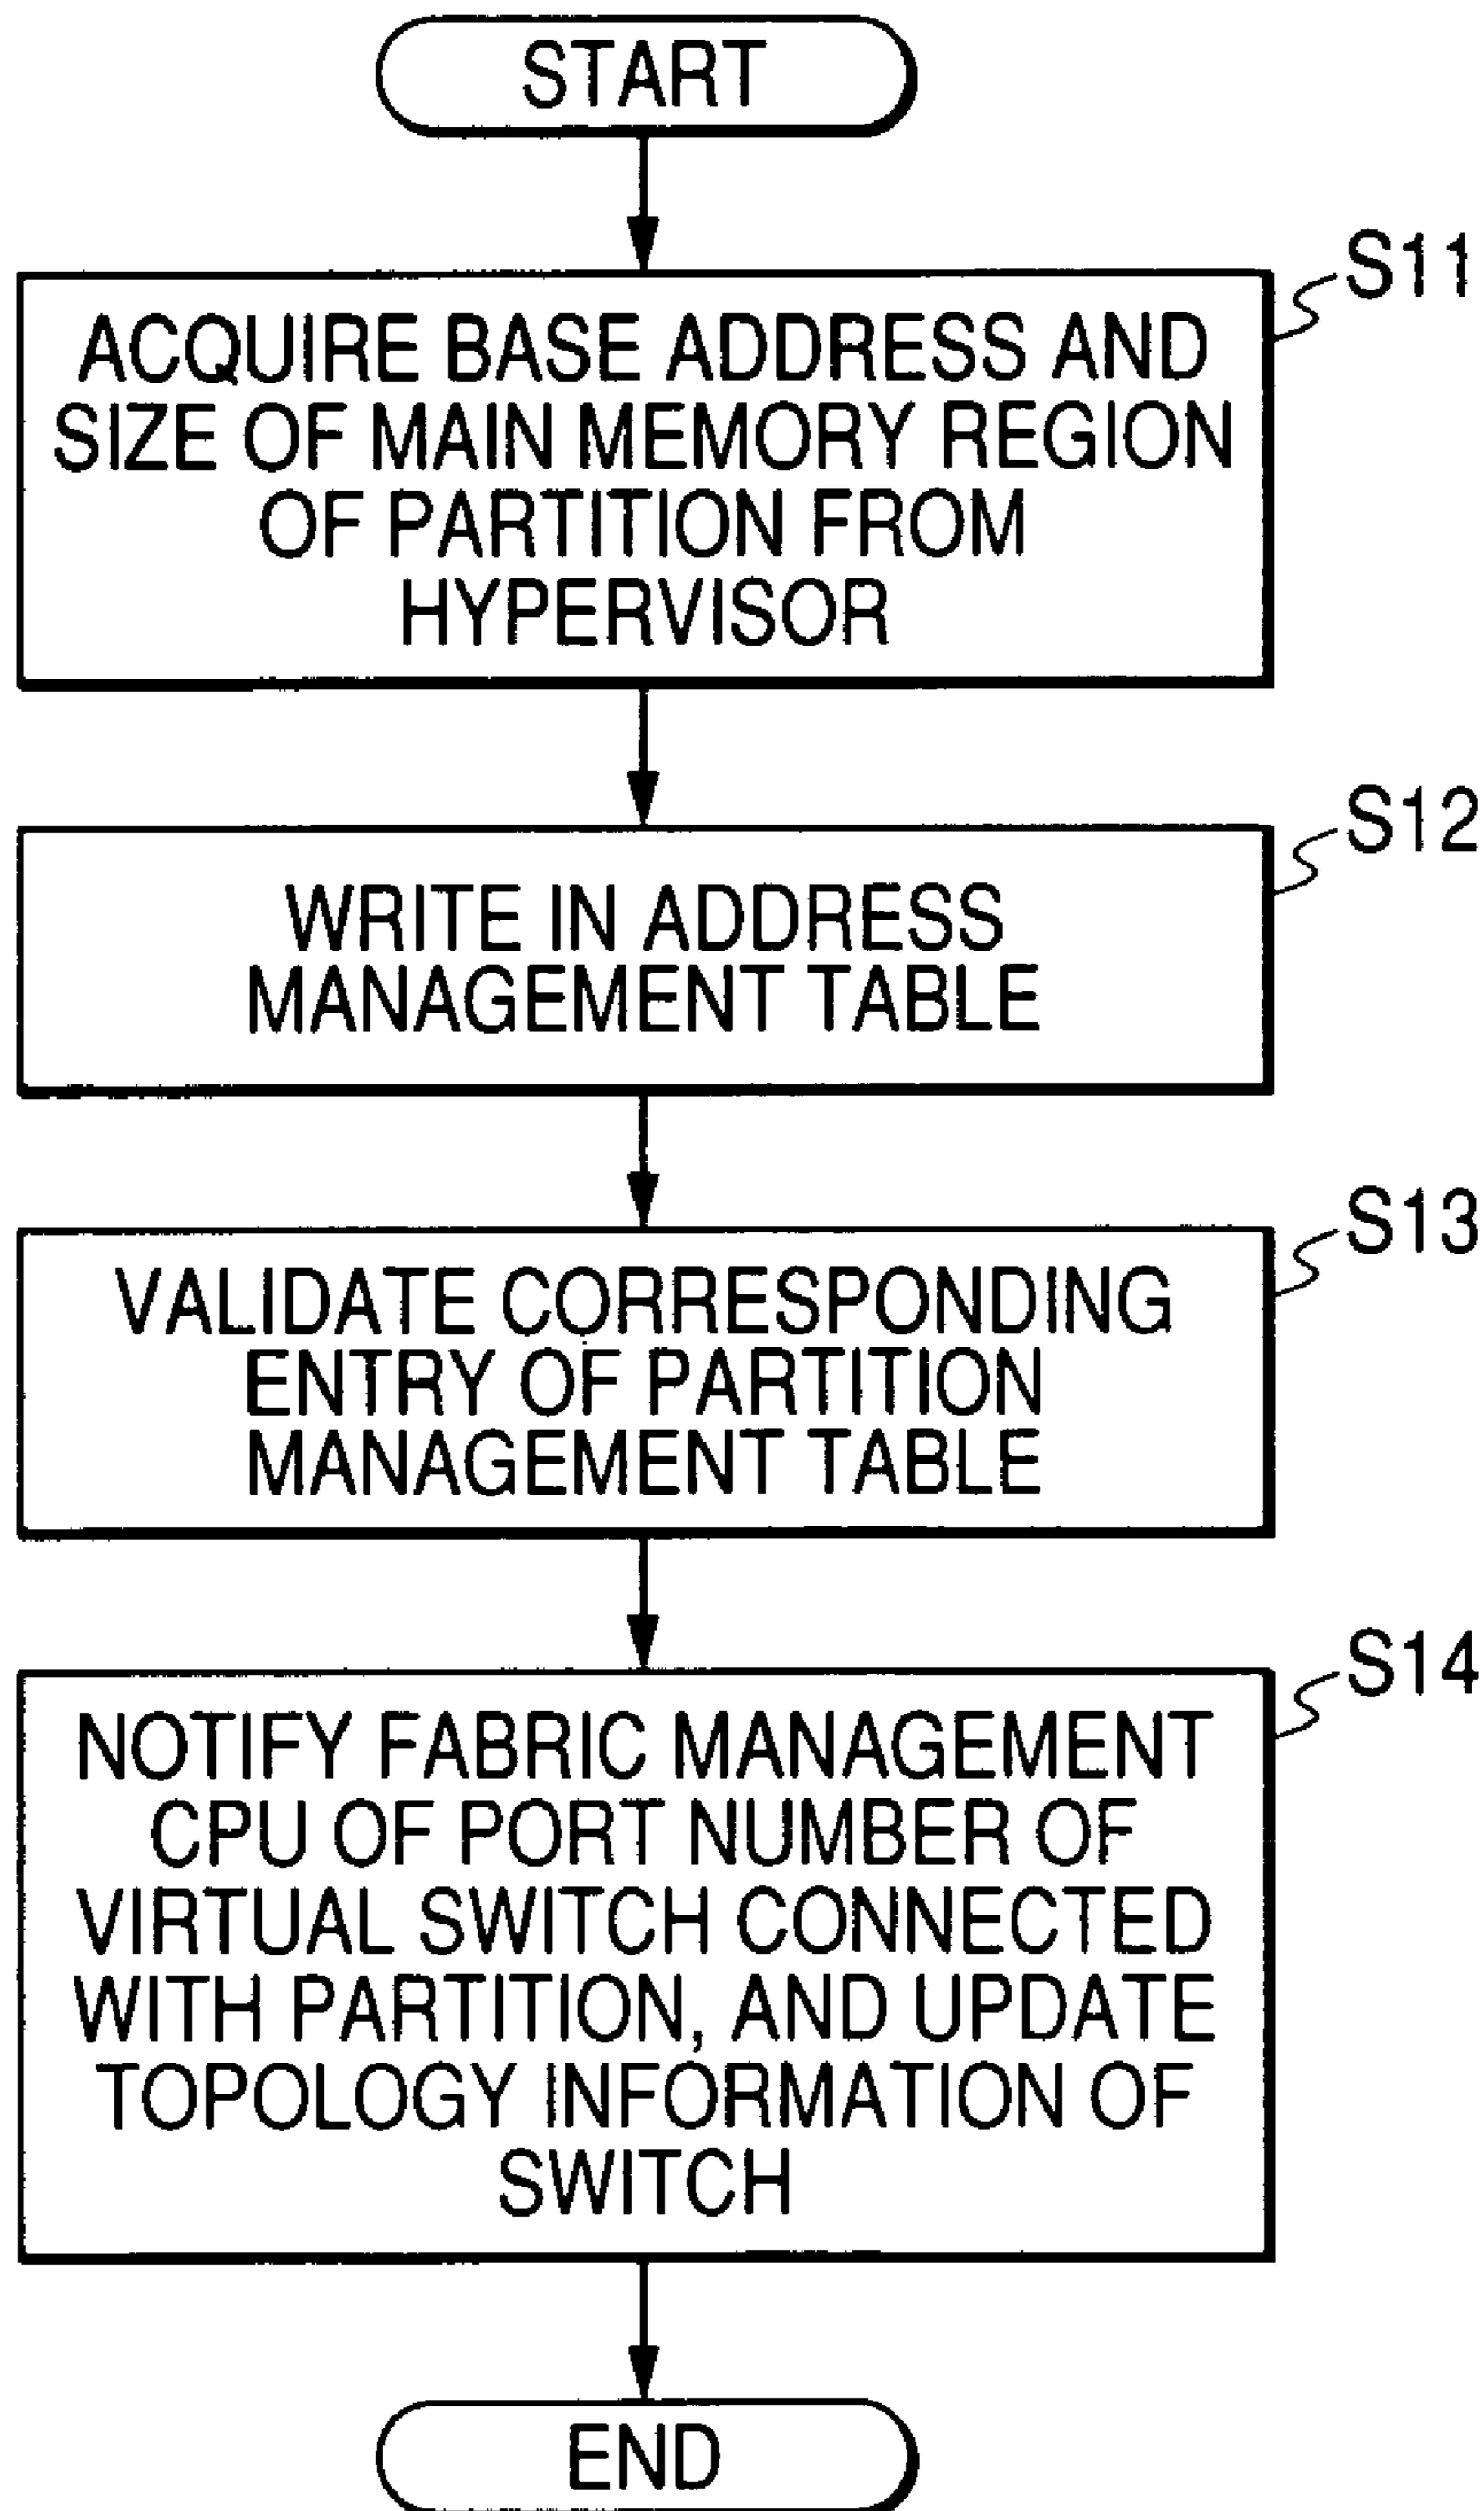 START
S11
ACQUIRE BASE ADDRESS AND
SIZE OF MAIN MEMORY REGION
OF PARTITION FROM
HYPERVISOR
S12
WRITE IN ADDRESS
MANAGEMENT TABLE
S13
VALIDATE CORRESPONDING
ENTRY OF PARTITION
MANAGEMENT TABLE
S14
NOTIFY FABRIC MANAGEMENT
CPU OF PORT NUMBER OF
VIRTUAL SWITCH CONNECTED
WITH PARTITION, AND UPDATE
TOPOLOGY INFORMATION OF
SWITCH
END